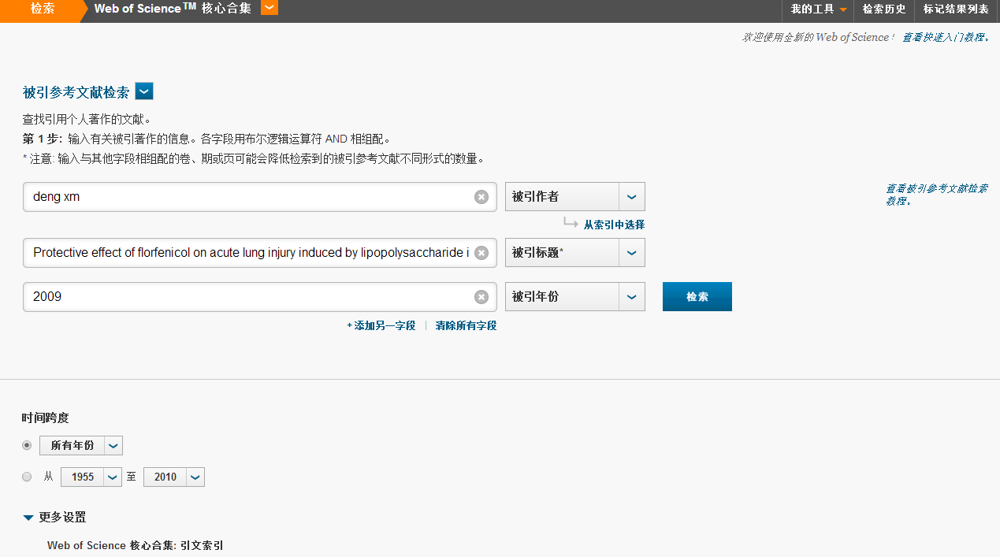 检索 Web of Science™ 核心合集 我的工具 检索历史 标记结果列表
欢迎使用全新的 Web of Science! 查看快速入门教程。
被引参考文献检索
查找引用个人著作的文献。
第 1 步: 输入有关被引著作的信息。各字段用布尔逻辑运算符 AND 相组配。
* 注意: 输入与其他字段相组配的卷、期或页可能会降低检索到的被引参考文献不同形式的数量。
deng xm 被引作者
查看被引参考文献检索
教程。
从索引中选择
Protective effect of florfenicol on acute lung injury induced by lipopolysaccharide i 被引标题*
2009 被引年份 检索
+添加另一字段 | 清除所有字段
时间跨度
所有年份
从 1955 至 2010
更多设置
Web of Science 核心合集: 引文索引